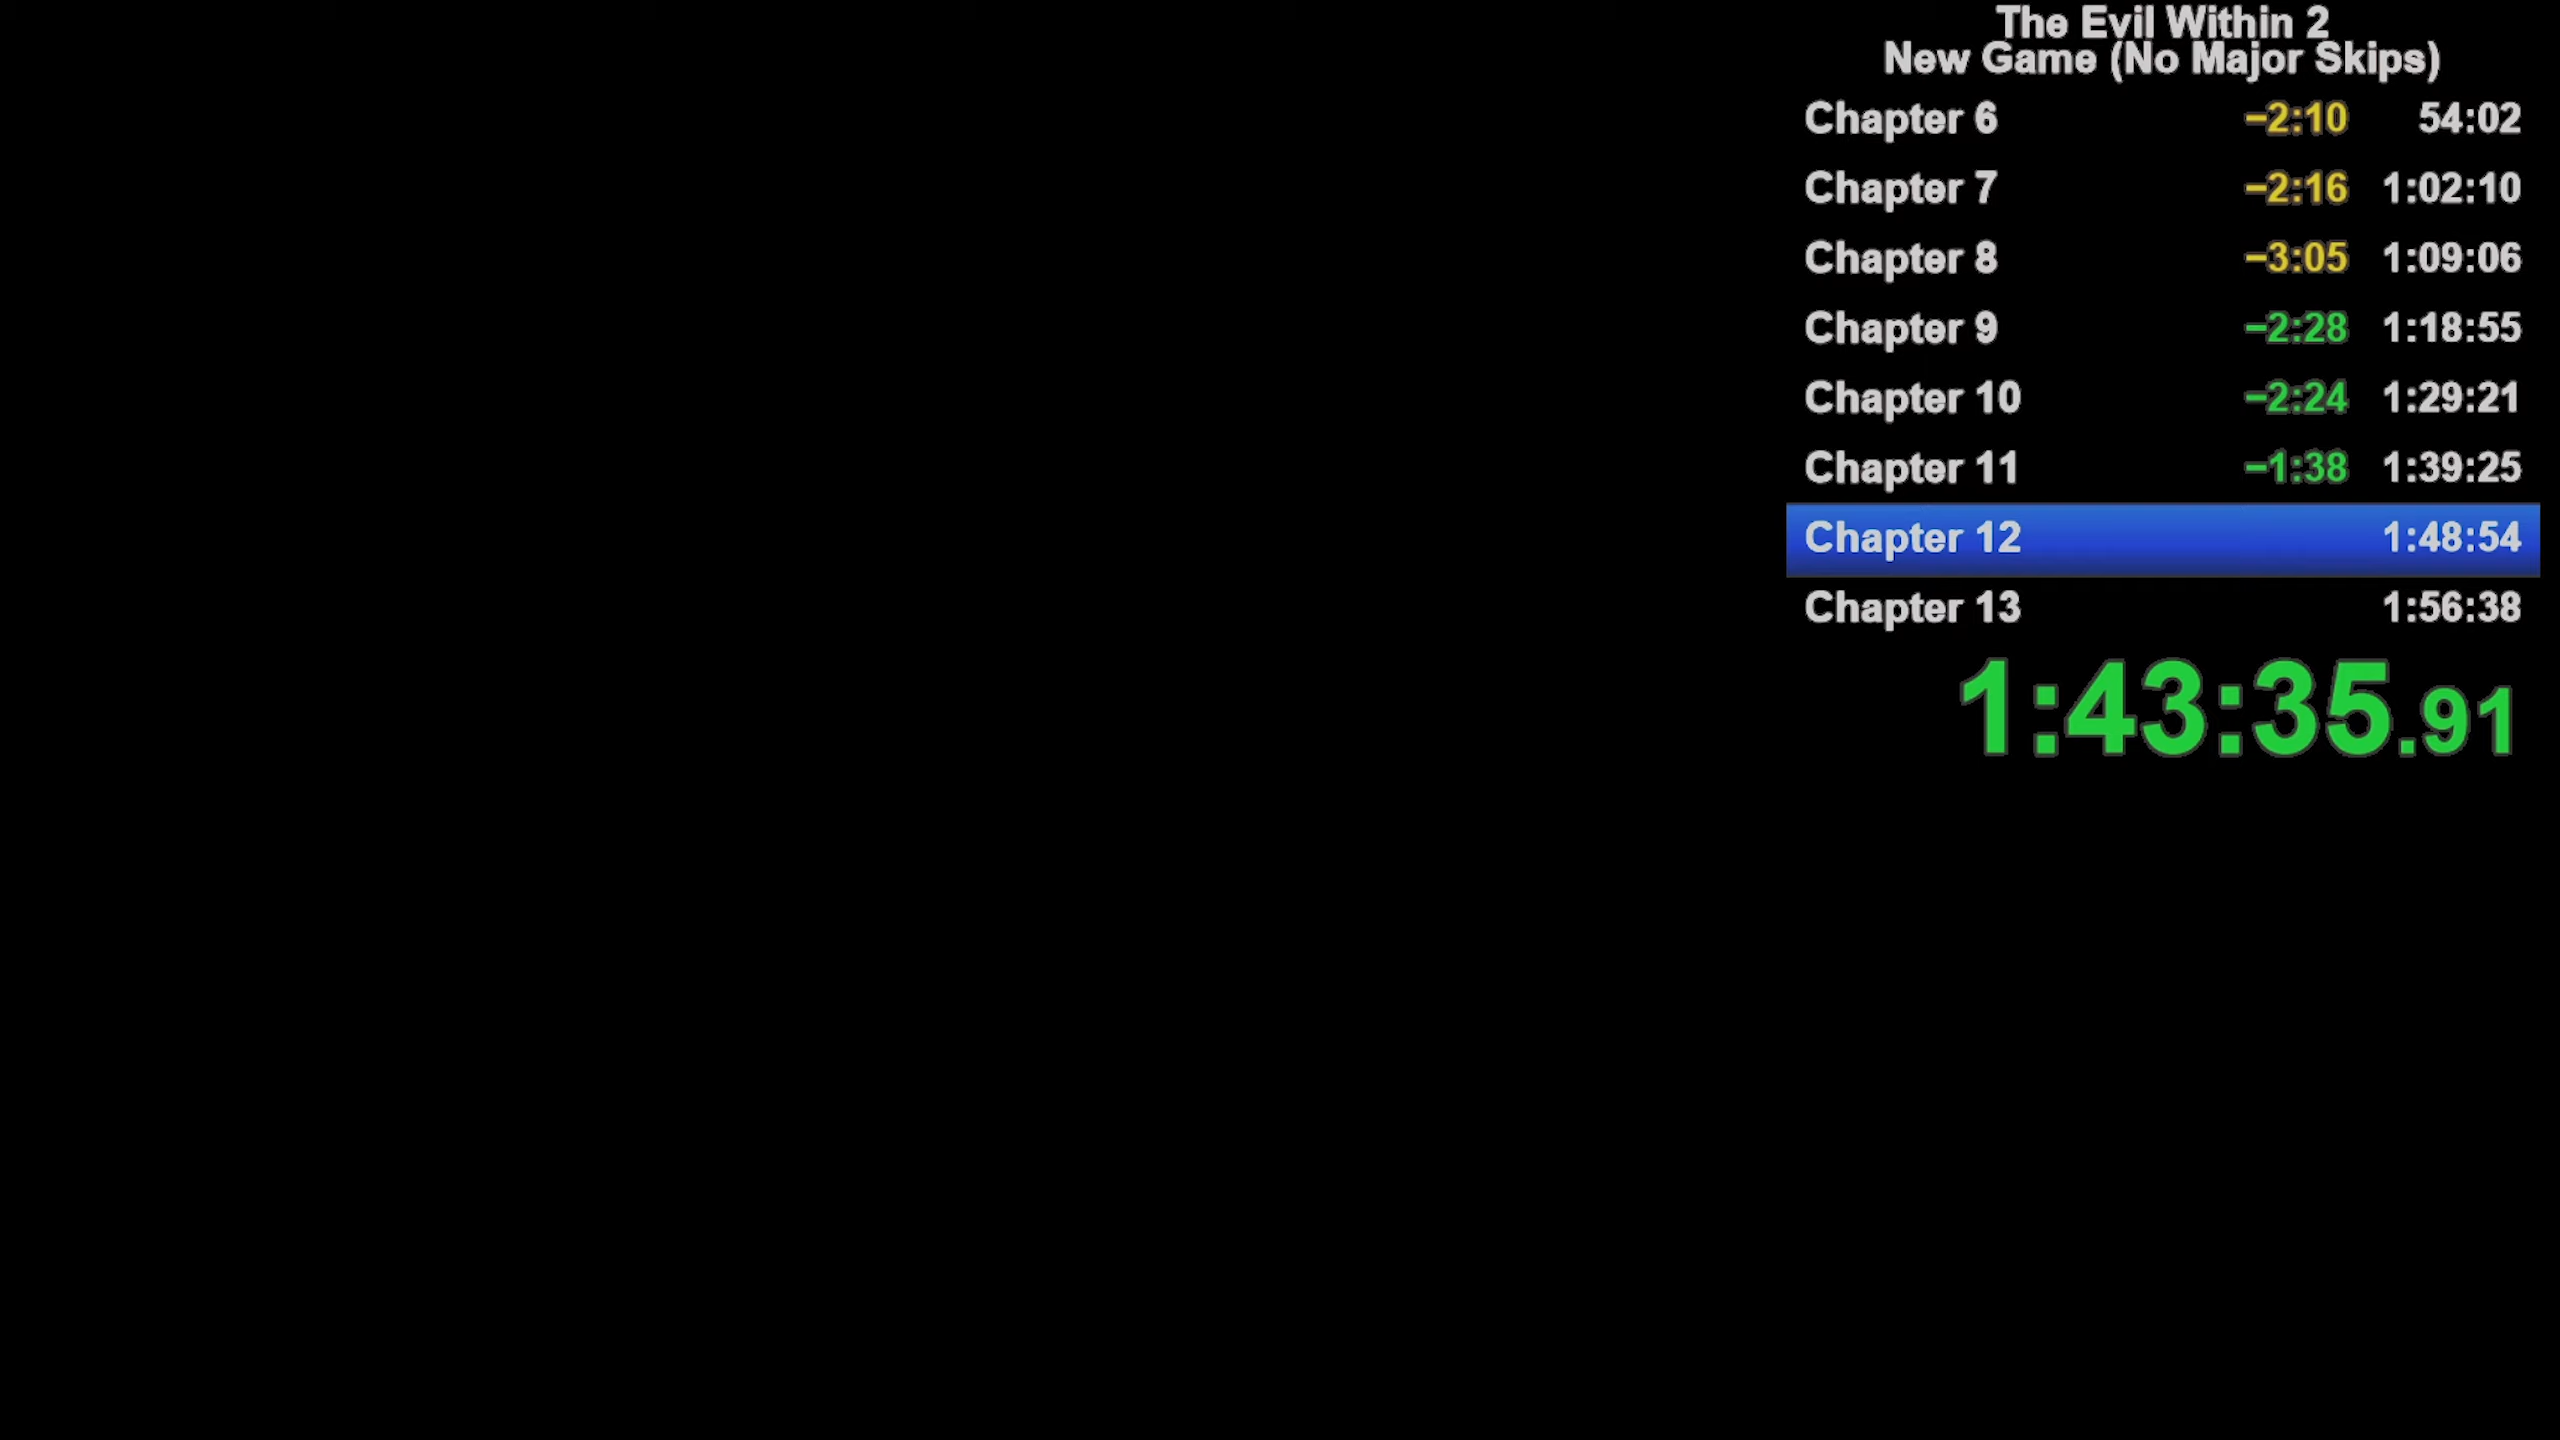 The Evil Within 2
New Game (No Major Skips)
Chapter 6 −2:10 54:02
Chapter 7 −2:16 1:02:10
Chapter 8 −3:05 1:09:06
Chapter 9 −2:28 1:18:55
Chapter 10 −2:24 1:29:21
Chapter 11 −1:38 1:39:25
Chapter 12 1:48:54
Chapter 13 1:56:38
1:43:35.91